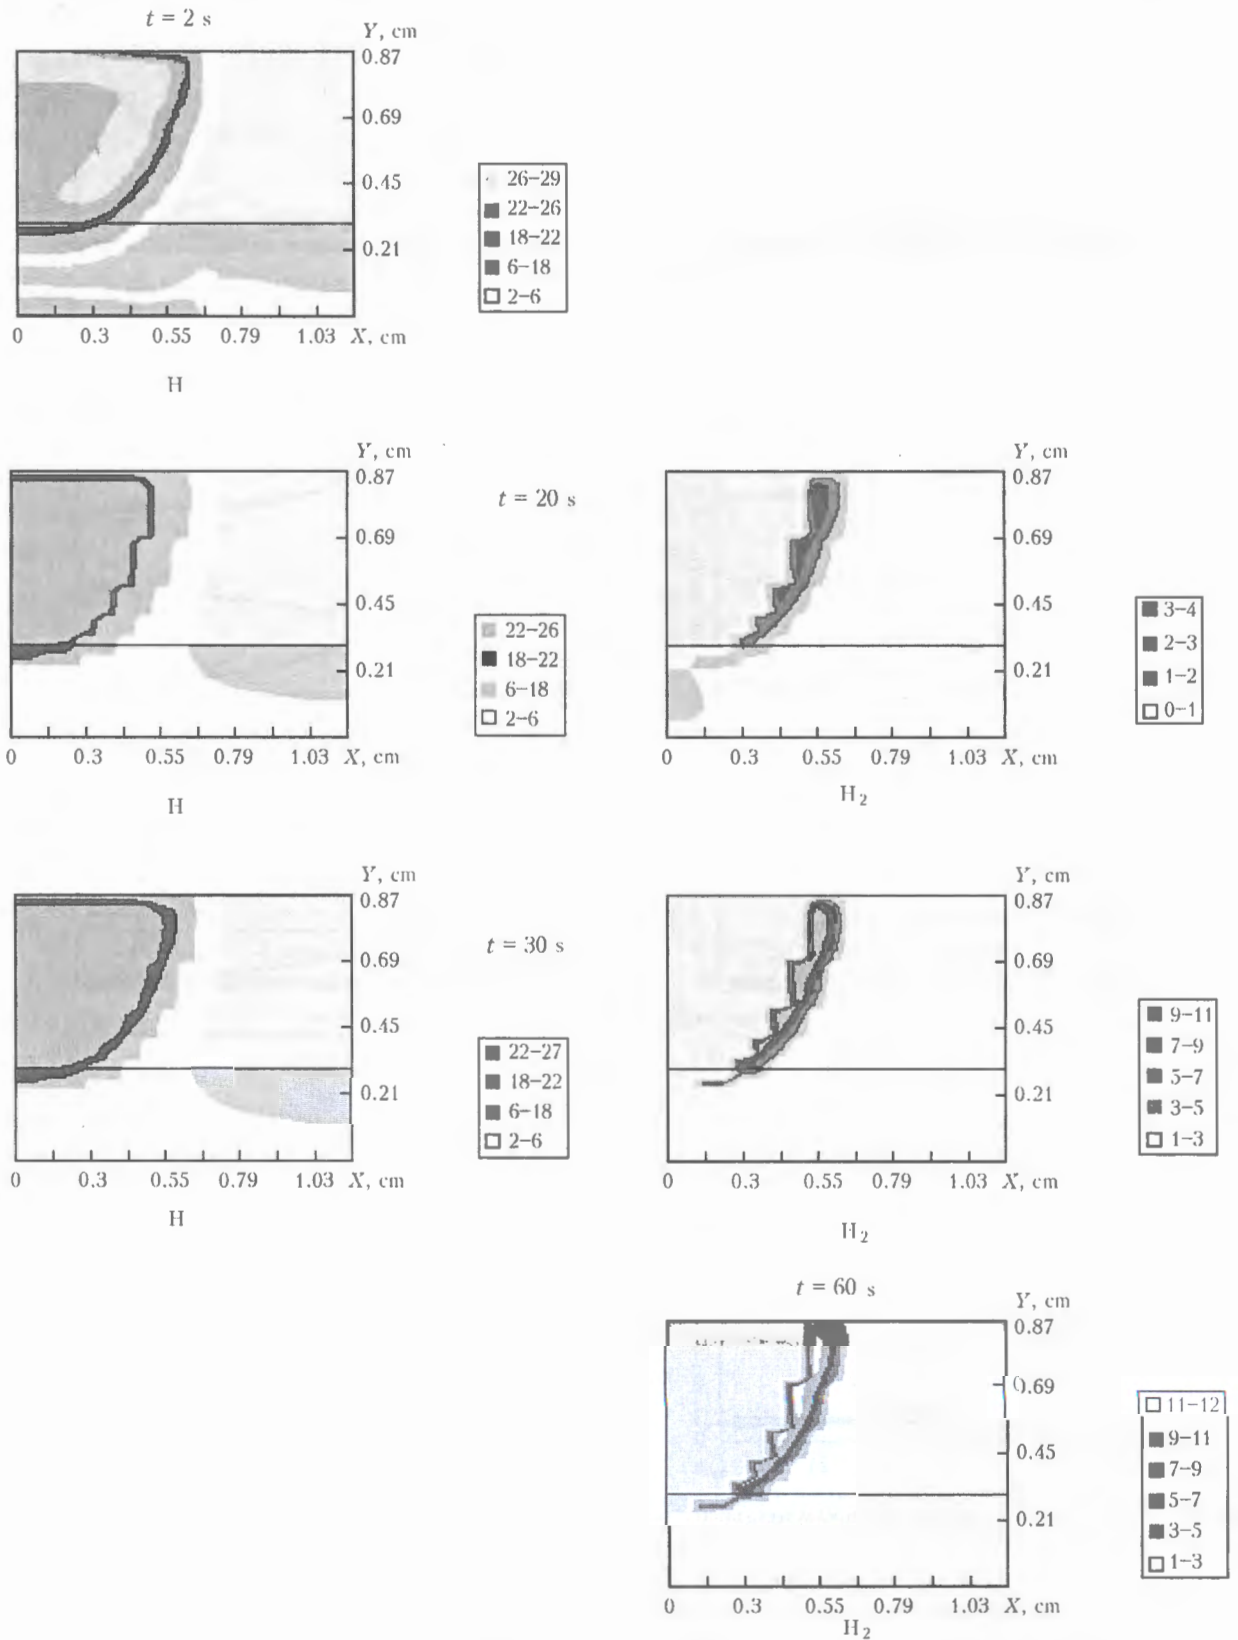 t = 2 s
Y, cm
0.87
0.69
0.45
0.21
0 0.3 0.55 0.79 1.03 X, cm
H
26–29
22–26
18–22
6–18
2–6
t = 20 s
Y, cm
0.87
0.69
0.45
0.21
0 0.3 0.55 0.79 1.03 X, cm
H
22–26
18–22
6–18
2–6
Y, cm
0.87
0.69
0.45
0.21
0 0.3 0.55 0.79 1.03 X, cm
H₂
3–4
2–3
1–2
0–1
t = 30 s
Y, cm
0.87
0.69
0.45
0.21
0 0.3 0.55 0.79 1.03 X, cm
H
22–27
18–22
6–18
2–6
Y, cm
0.87
0.69
0.45
0.21
0 0.3 0.55 0.79 1.03 X, cm
H₂
9–11
7–9
5–7
3–5
1–3
t = 60 s
Y, cm
0.87
0.69
0.45
0.21
0 0.3 0.55 0.79 1.03 X, cm
H₂
11–12
9–11
7–9
5–7
3–5
1–3